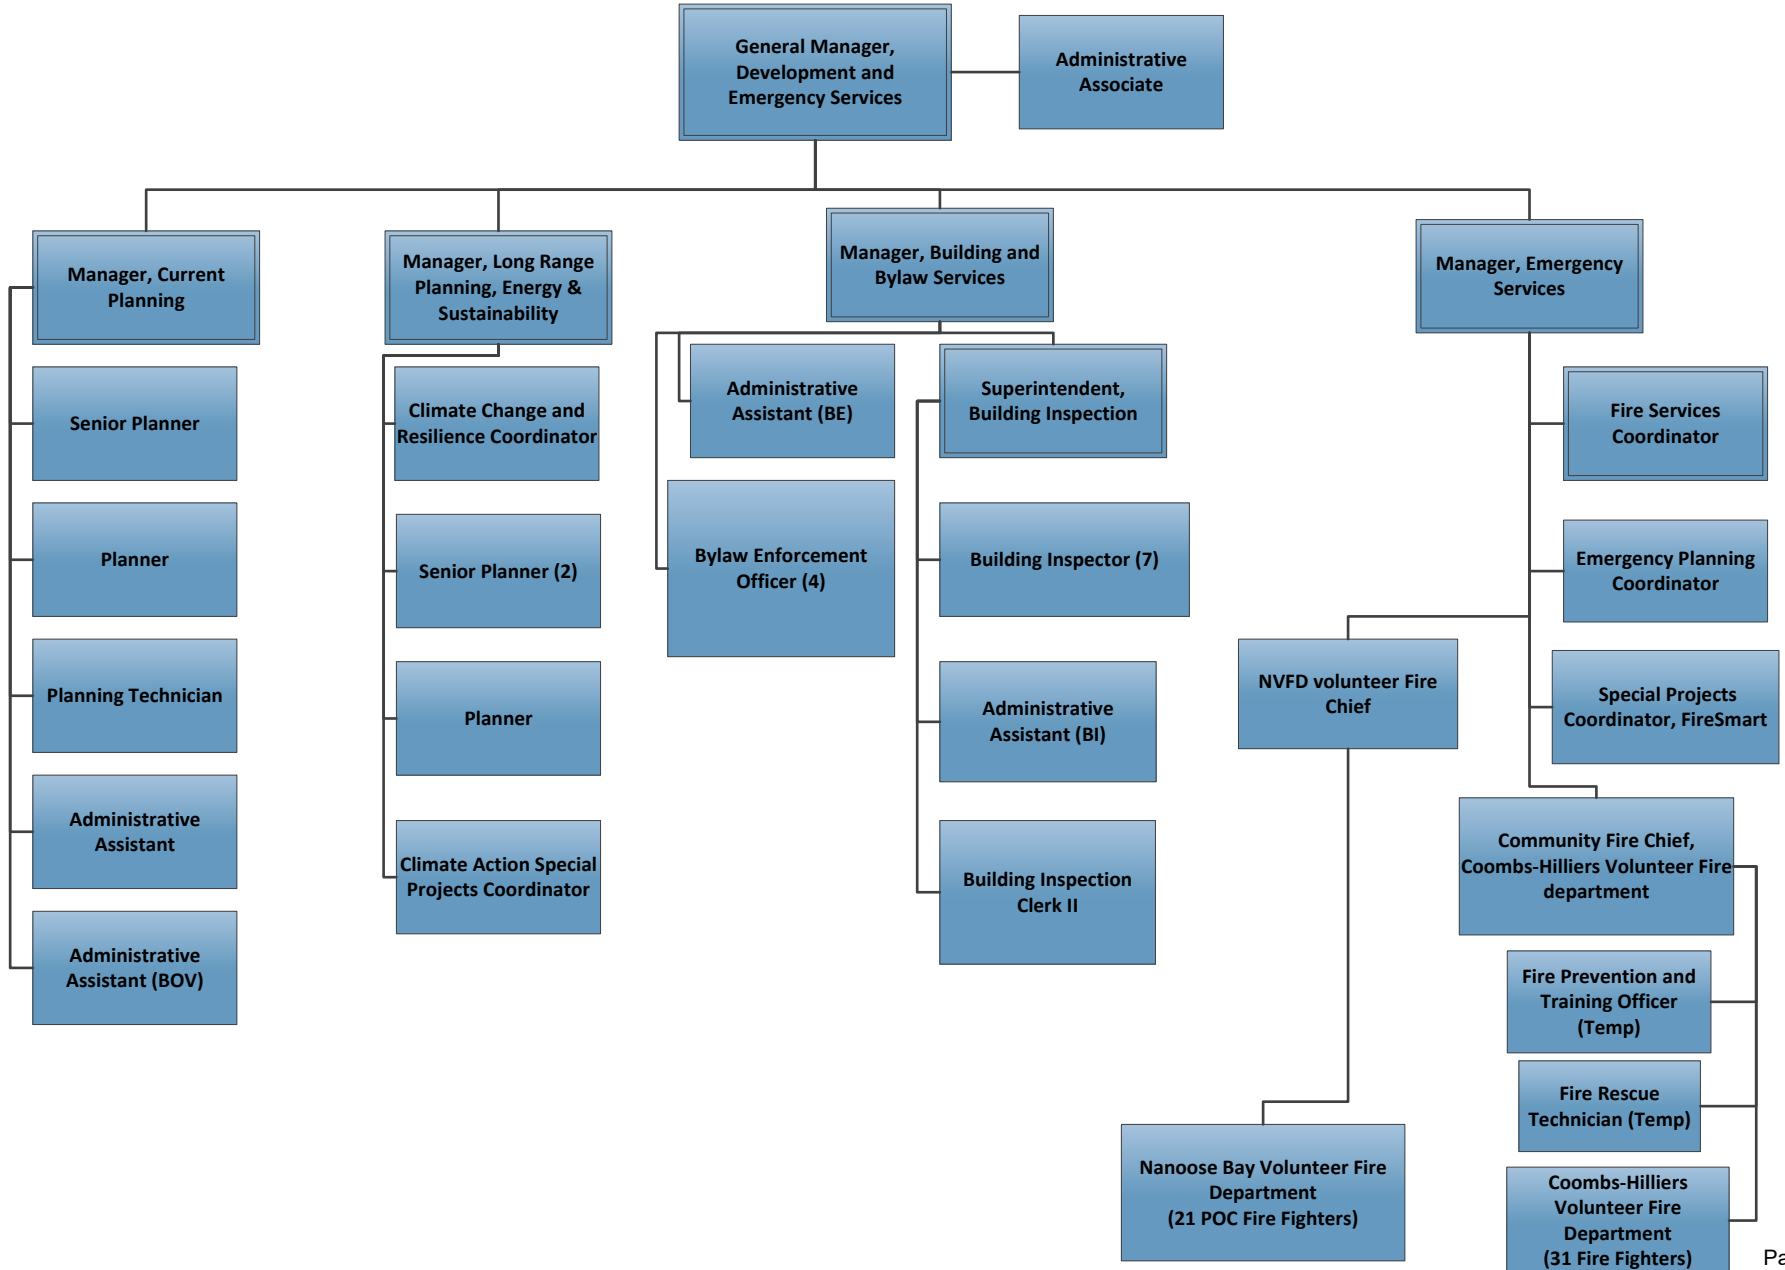 General Manager,
Development and
Emergency Services
Administrative
Associate
Manager, Current
Planning
Senior Planner
Planner
Planning Technician
Administrative
Assistant
Administrative
Assistant (BOV)
Manager, Long Range
Planning, Energy &
Sustainability
Climate Change and
Resilience Coordinator
Senior Planner (2)
Planner
Climate Action Special
Projects Coordinator
Manager, Building and
Bylaw Services
Administrative
Assistant (BE)
Bylaw Enforcement
Officer (4)
Superintendent,
Building Inspection
Building Inspector (7)
Administrative
Assistant (BI)
Building Inspection
Clerk II
Manager, Emergency
Services
Fire Services
Coordinator
Emergency Planning
Coordinator
Special Projects
Coordinator, FireSmart
NVFD volunteer Fire
Chief
Nanoose Bay Volunteer Fire
Department
(21 POC Fire Fighters)
Community Fire Chief,
Coombs-Hilliers Volunteer Fire
department
Fire Prevention and
Training Officer
(Temp)
Fire Rescue
Technician (Temp)
Coombs-Hilliers
Volunteer Fire
Department
(31 Fire Fighters)
Pa